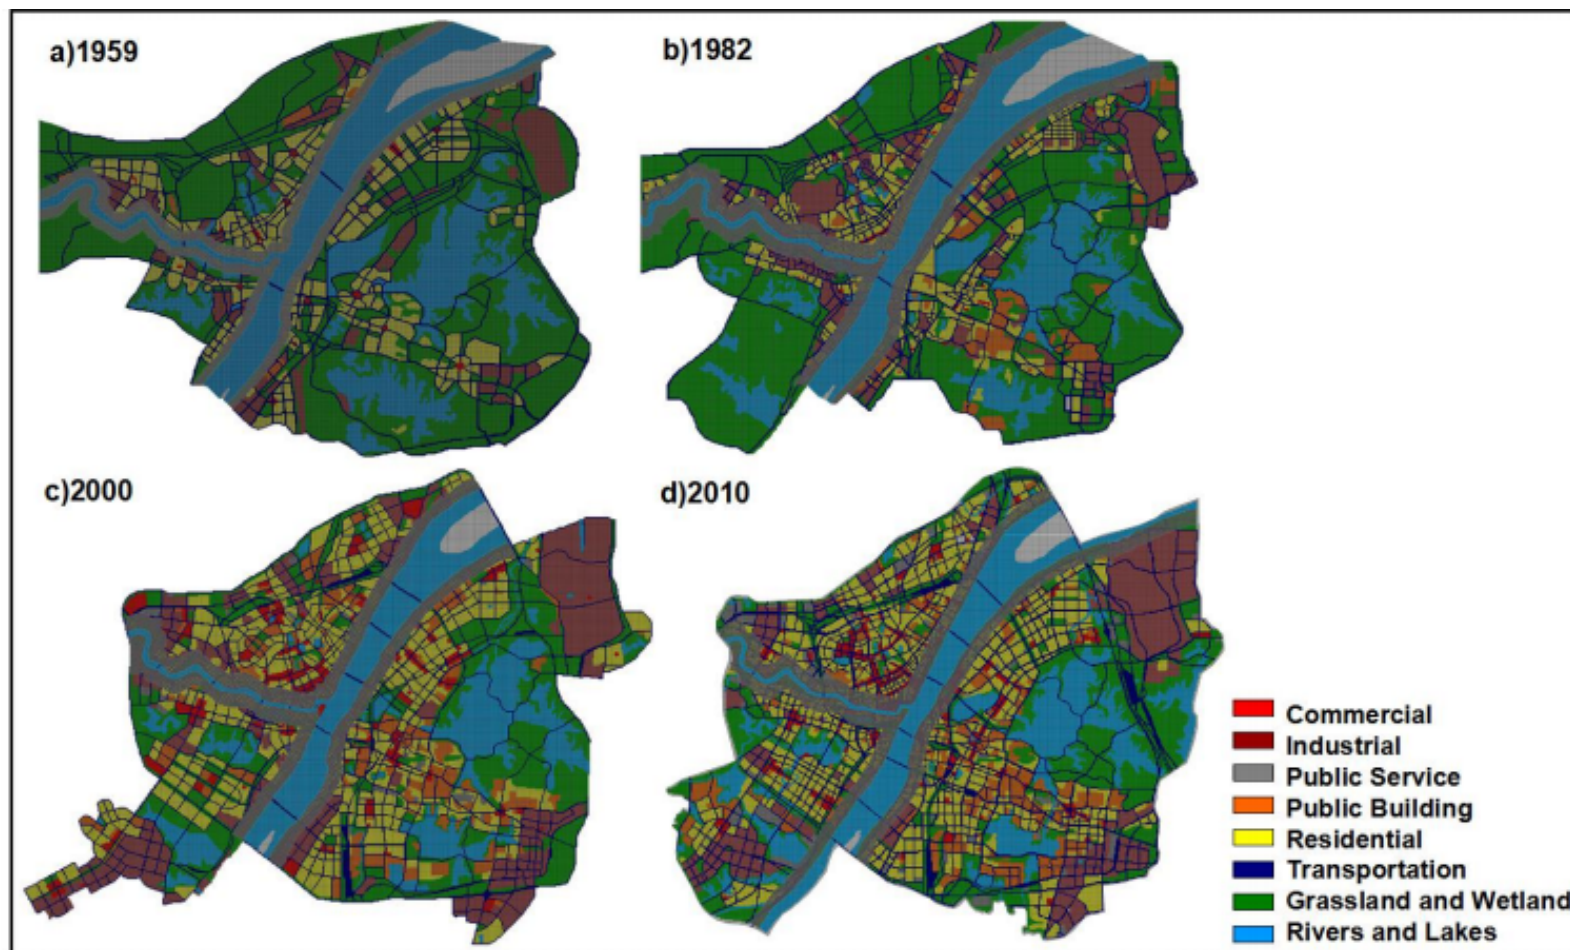 a)1959
b)1982
c)2000
d)2010
Commercial
Industrial
Public Service
Public Building
Residential
Transportation
Grassland and Wetland
Rivers and Lakes